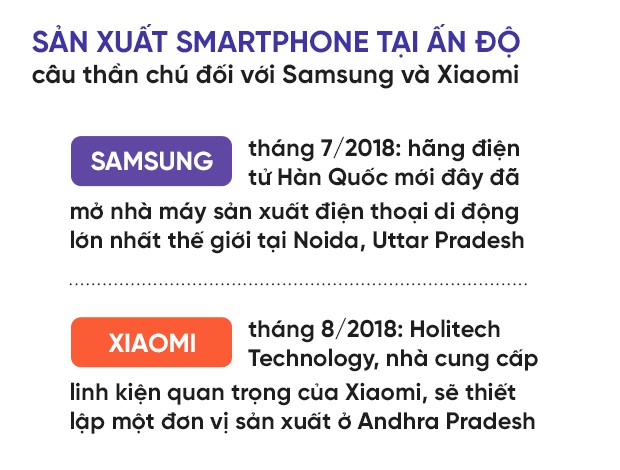 SẢN XUẤT SMARTPHONE TẠI ẤN ĐỘ
câu thần chú đối với Samsung và Xiaomi
SAMSUNG
tháng 7/2018: hãng điện
tử Hàn Quốc mới đây đã
mở nhà máy sản xuất điện thoại di động
lớn nhất thế giới tại Noida, Uttar Pradesh
XIAOMI
tháng 8/2018: Holitech
Technology, nhà cung cấp
linh kiện quan trọng của Xiaomi, sẽ thiết
lập một đơn vị sản xuất ở Andhra Pradesh